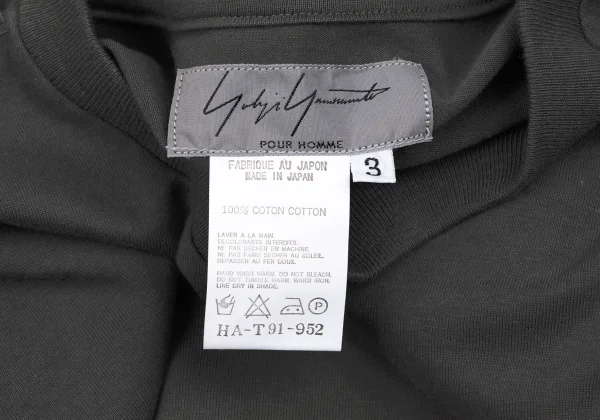 Yohji Yamamoto
POUR HOMME
3
FABRIQUE AU JAPON
MADE IN JAPAN
100% COTON COTTON
LAVER A LA MAIN.
DECOLORANTS INTERDITS.
NE PAS SECHER EN MACHINE
NE PAS FAIRE SECHER AU SOLEIL.
REPASSER AU FER DOUX.
HAND WASH WARM. DO NOT BLEACH.
DO NOT TUMBLE DRY. WARM IRON.
LINE DRY IN SHADE.
P
HA-T91-952